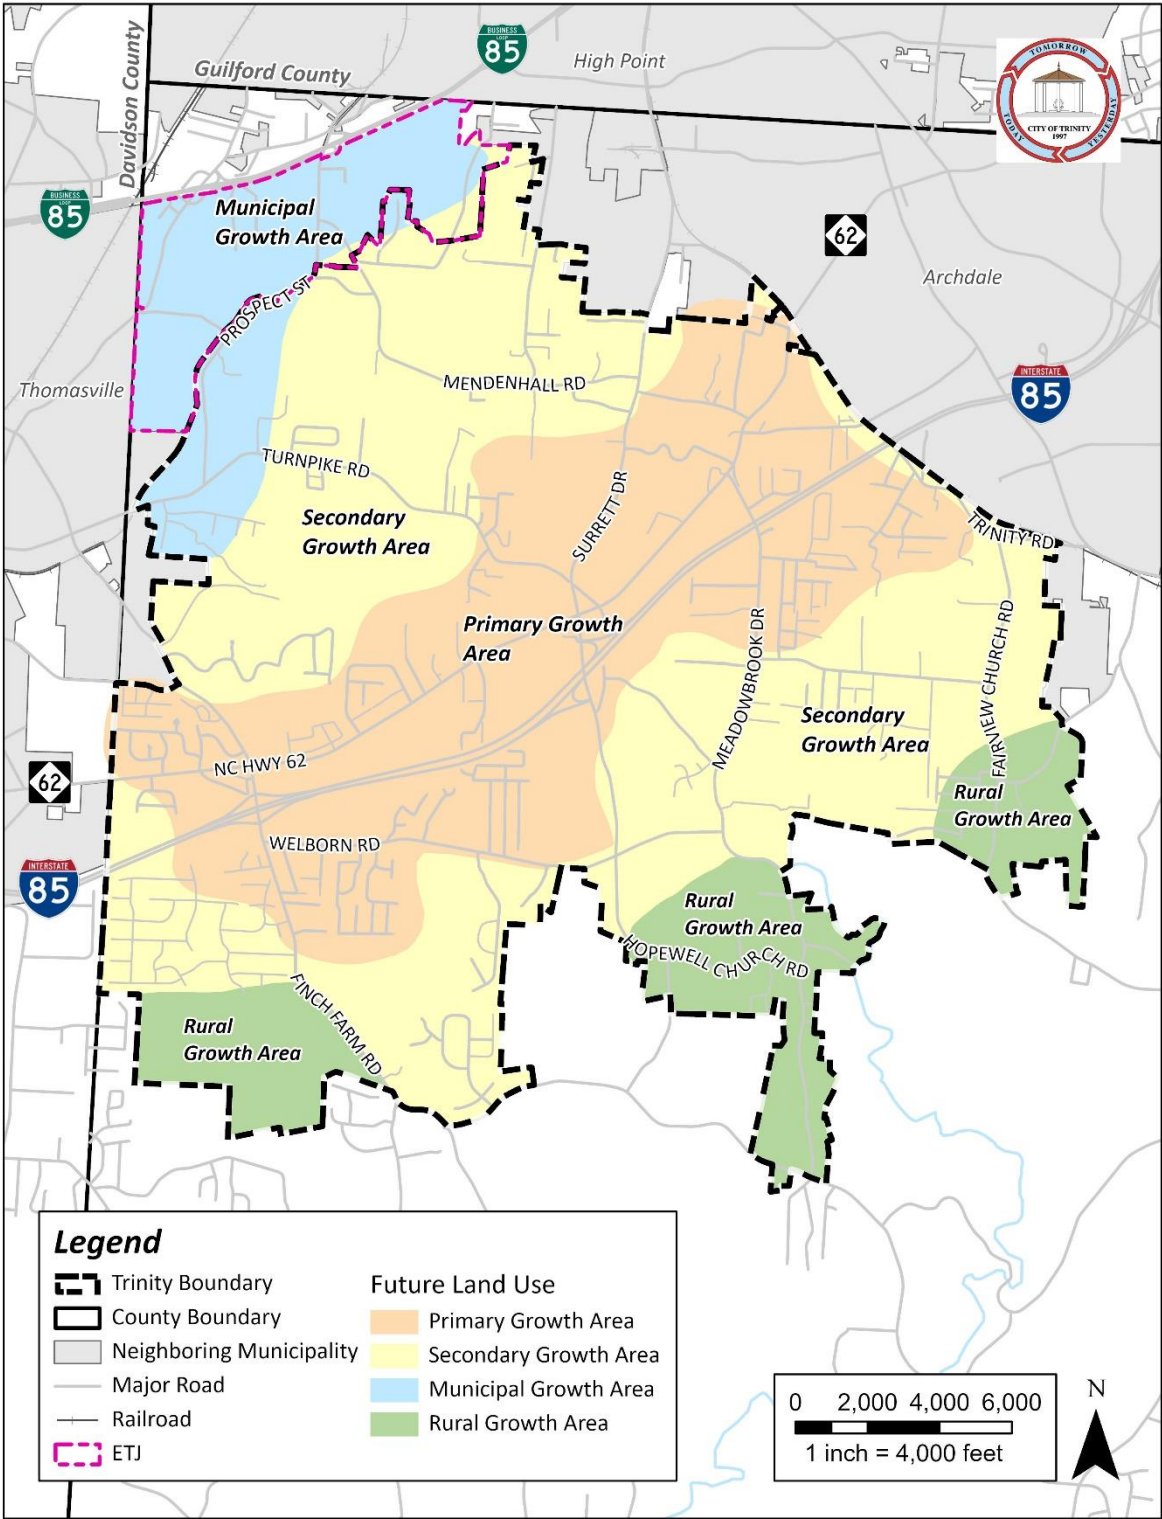 BUSINESS
LOOP
85
Guilford County
High Point
TOMORROW
TODAY
YESTERDAY
CITY OF TRINITY
1997
Davidson County
BUSINESS
LOOP
85
Municipal
Growth Area
62
Archdale
PROSPECT ST
Thomasville
MENDENHALL RD
INTERSTATE
85
TURNPIKE RD
SURRETT DR
Secondary
Growth Area
TRINITY RD
Primary Growth
Area
MEADOWBROOK DR
FAIRVIEW CHURCH RD
Secondary
Growth Area
NC HWY 62
62
Rural
Growth Area
WELBORN RD
INTERSTATE
85
Rural
Growth Area
HOPEWELL CHURCH RD
FINCH FARM RD
Rural
Growth Area
Legend
Trinity Boundary
County Boundary
Neighboring Municipality
Major Road
Railroad
ETJ
Future Land Use
Primary Growth Area
Secondary Growth Area
Municipal Growth Area
Rural Growth Area
0 2,000 4,000 6,000
1 inch = 4,000 feet
N